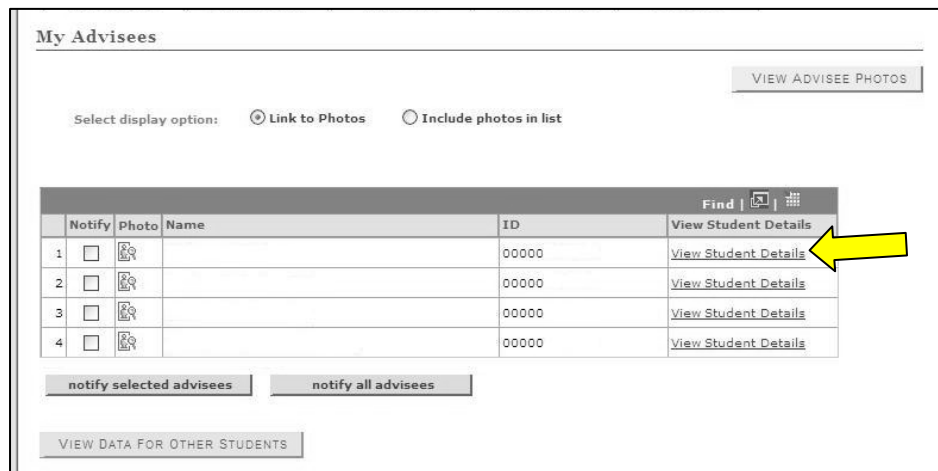 My Advisees
VIEW ADVISEE PHOTOS
Select display option: Link to Photos Include photos in list
Find | |
Notify Photo Name ID View Student Details
1 00000 View Student Details
2 00000 View Student Details
3 00000 View Student Details
4 00000 View Student Details
notify selected advisees notify all advisees
VIEW DATA FOR OTHER STUDENTS